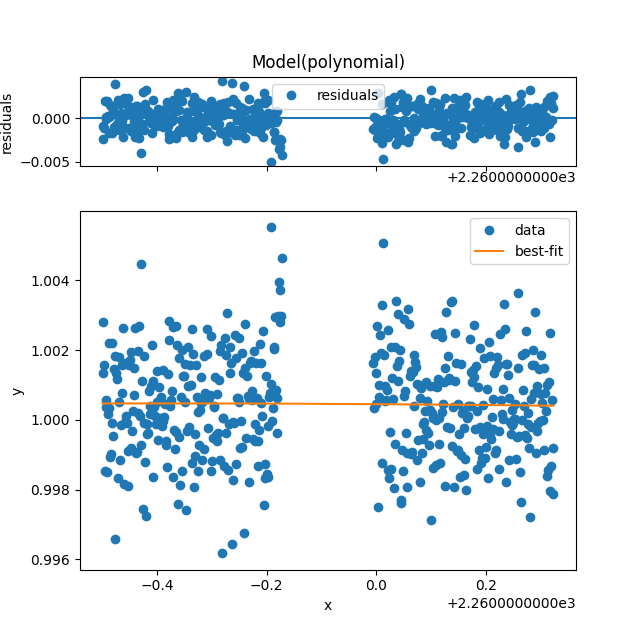 Model(polynomial)
residuals
0.000
−0.005
residuals
+2.2600000000e3
1.004
1.002
1.000
0.998
0.996
y
data
best-fit
−0.4
−0.2
0.0
0.2
x
+2.2600000000e3